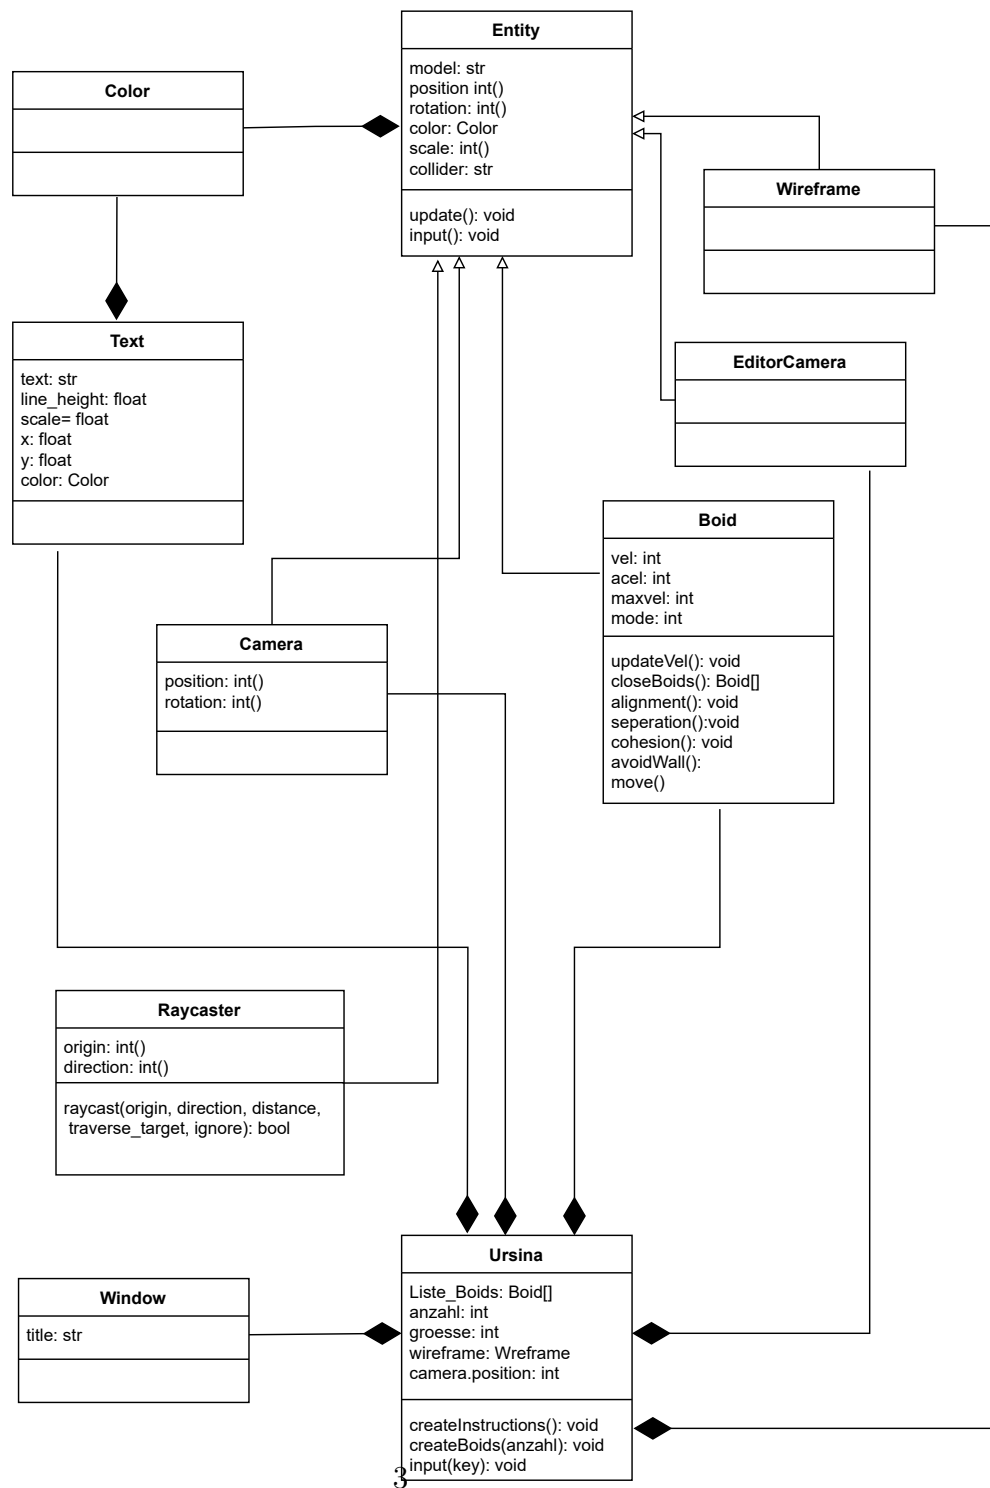 Entity
model: str
position int()
rotation: int()
color: Color
scale: int()
collider: str
update(): void
input(): void
Color
Wireframe
Text
text: str
line_height: float
scale= float
x: float
y: float
color: Color
EditorCamera
Boid
vel: int
acel: int
maxvel: int
mode: int
updateVel(): void
closeBoids(): Boid[]
alignment(): void
seperation():void
cohesion(): void
avoidWall():
move()
Camera
position: int()
rotation: int()
Raycaster
origin: int()
direction: int()
raycast(origin, direction, distance,
traverse_target, ignore): bool
Ursina
Liste_Boids: Boid[]
anzahl: int
groesse: int
wireframe: Wreframe
camera.position: int
createInstructions(): void
createBoids(anzahl): void
input(key): void
Window
title: str
3